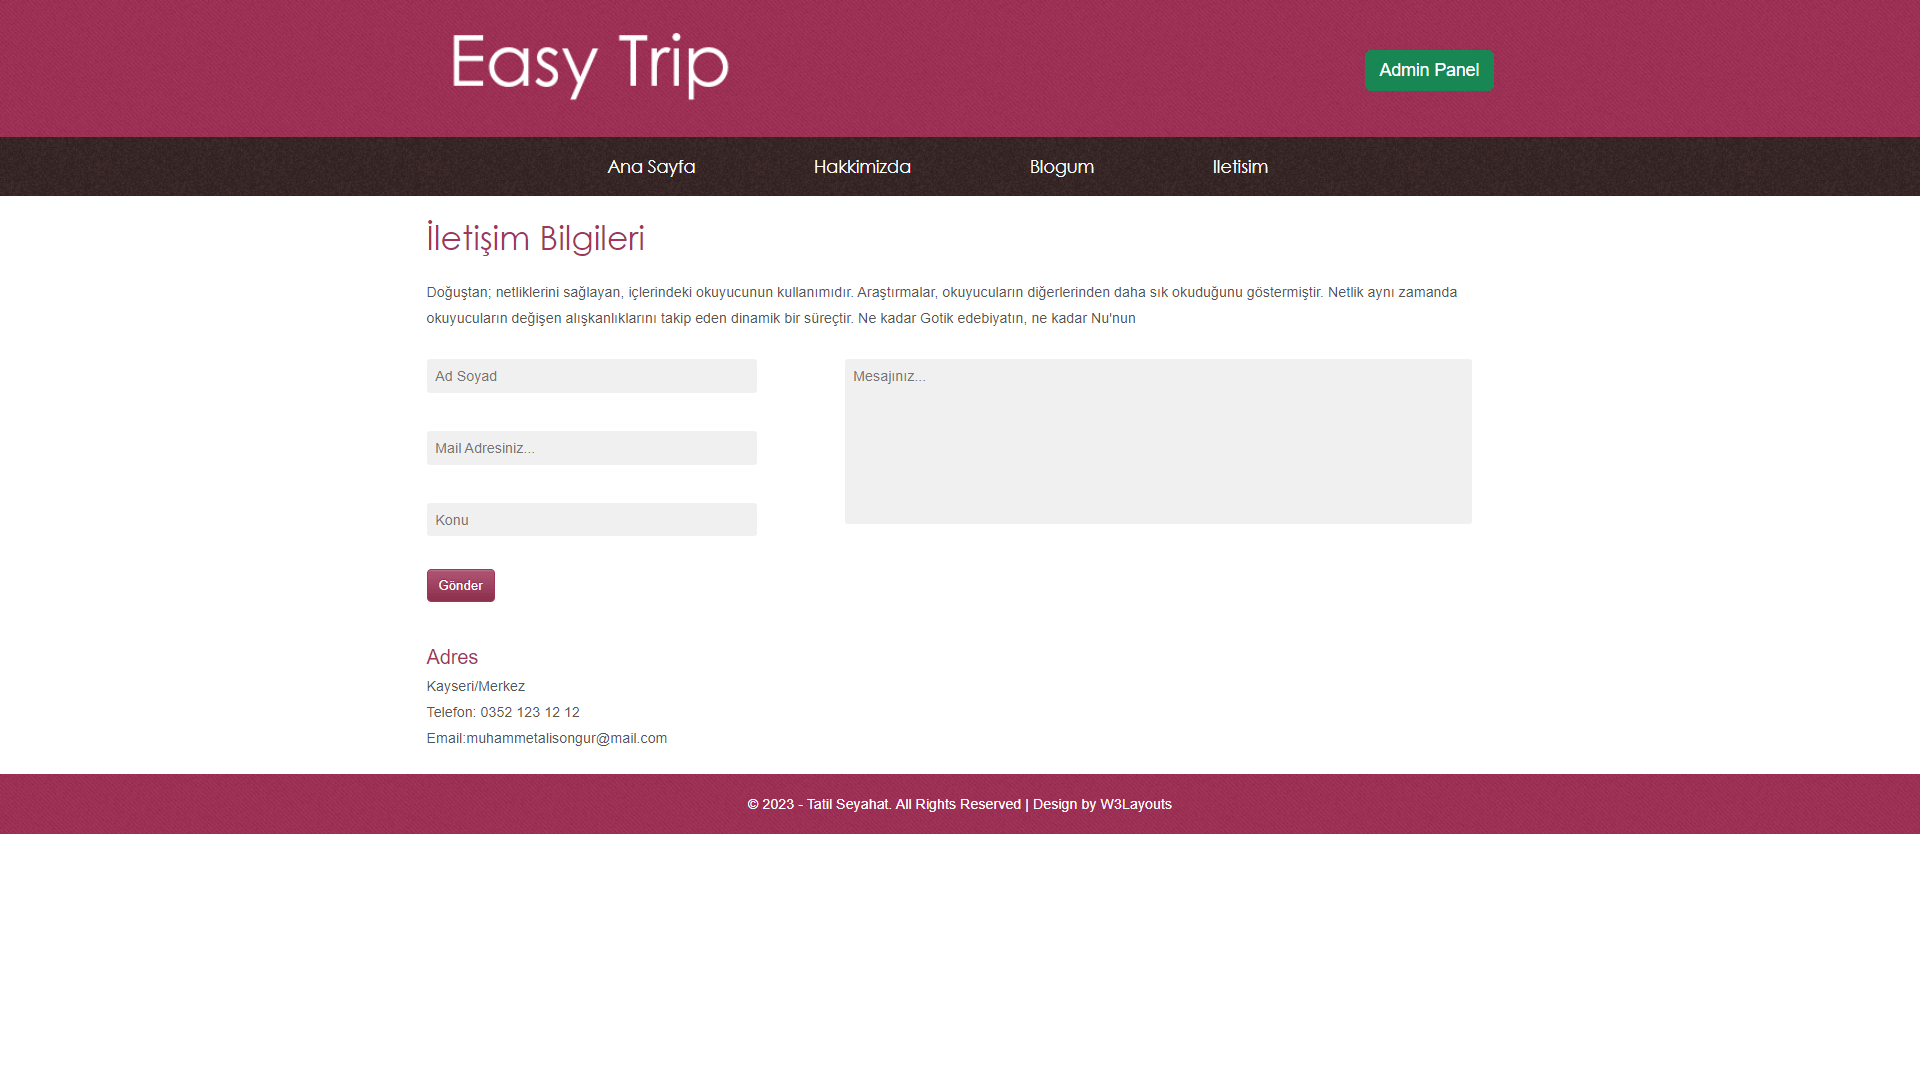 Easy Trip
Admin Panel
Ana Sayfa
Hakkimizda
Blogum
Iletisim
İletişim Bilgileri
Doğuştan; netliklerini sağlayan, içlerindeki okuyucunun kullanımıdır. Araştırmalar, okuyucuların diğerlerinden daha sık okuduğunu göstermiştir. Netlik aynı zamanda
okuyucuların değişen alışkanlıklarını takip eden dinamik bir süreçtir. Ne kadar Gotik edebiyatın, ne kadar Nu'nun
Ad Soyad
Mesajınız...
Mail Adresiniz...
Konu
Gönder
Adres
Kayseri/Merkez
Telefon: 0352 123 12 12
Email:muhammetalisongur@mail.com
© 2023 - Tatil Seyahat. All Rights Reserved | Design by W3Layouts